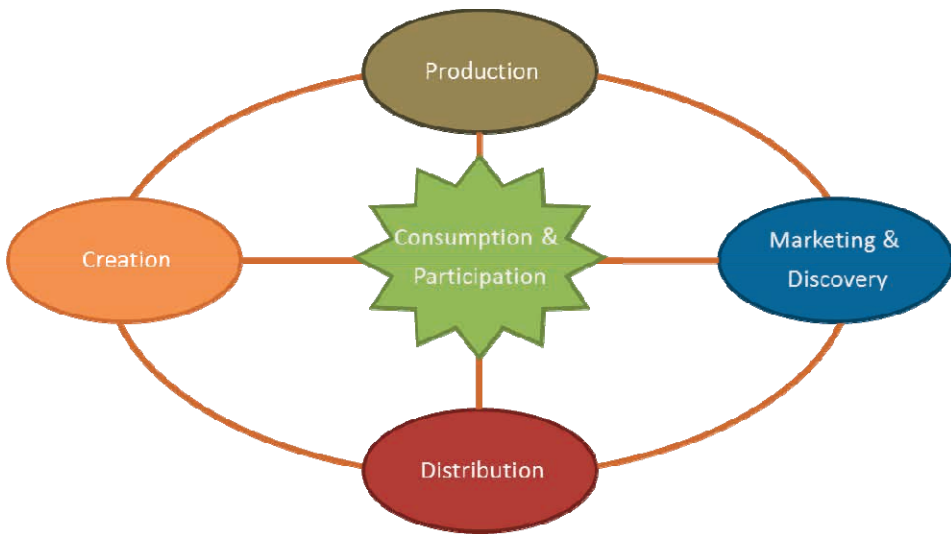 Production
Creation
Consumption &
Participation
Marketing &
Discovery
Distribution